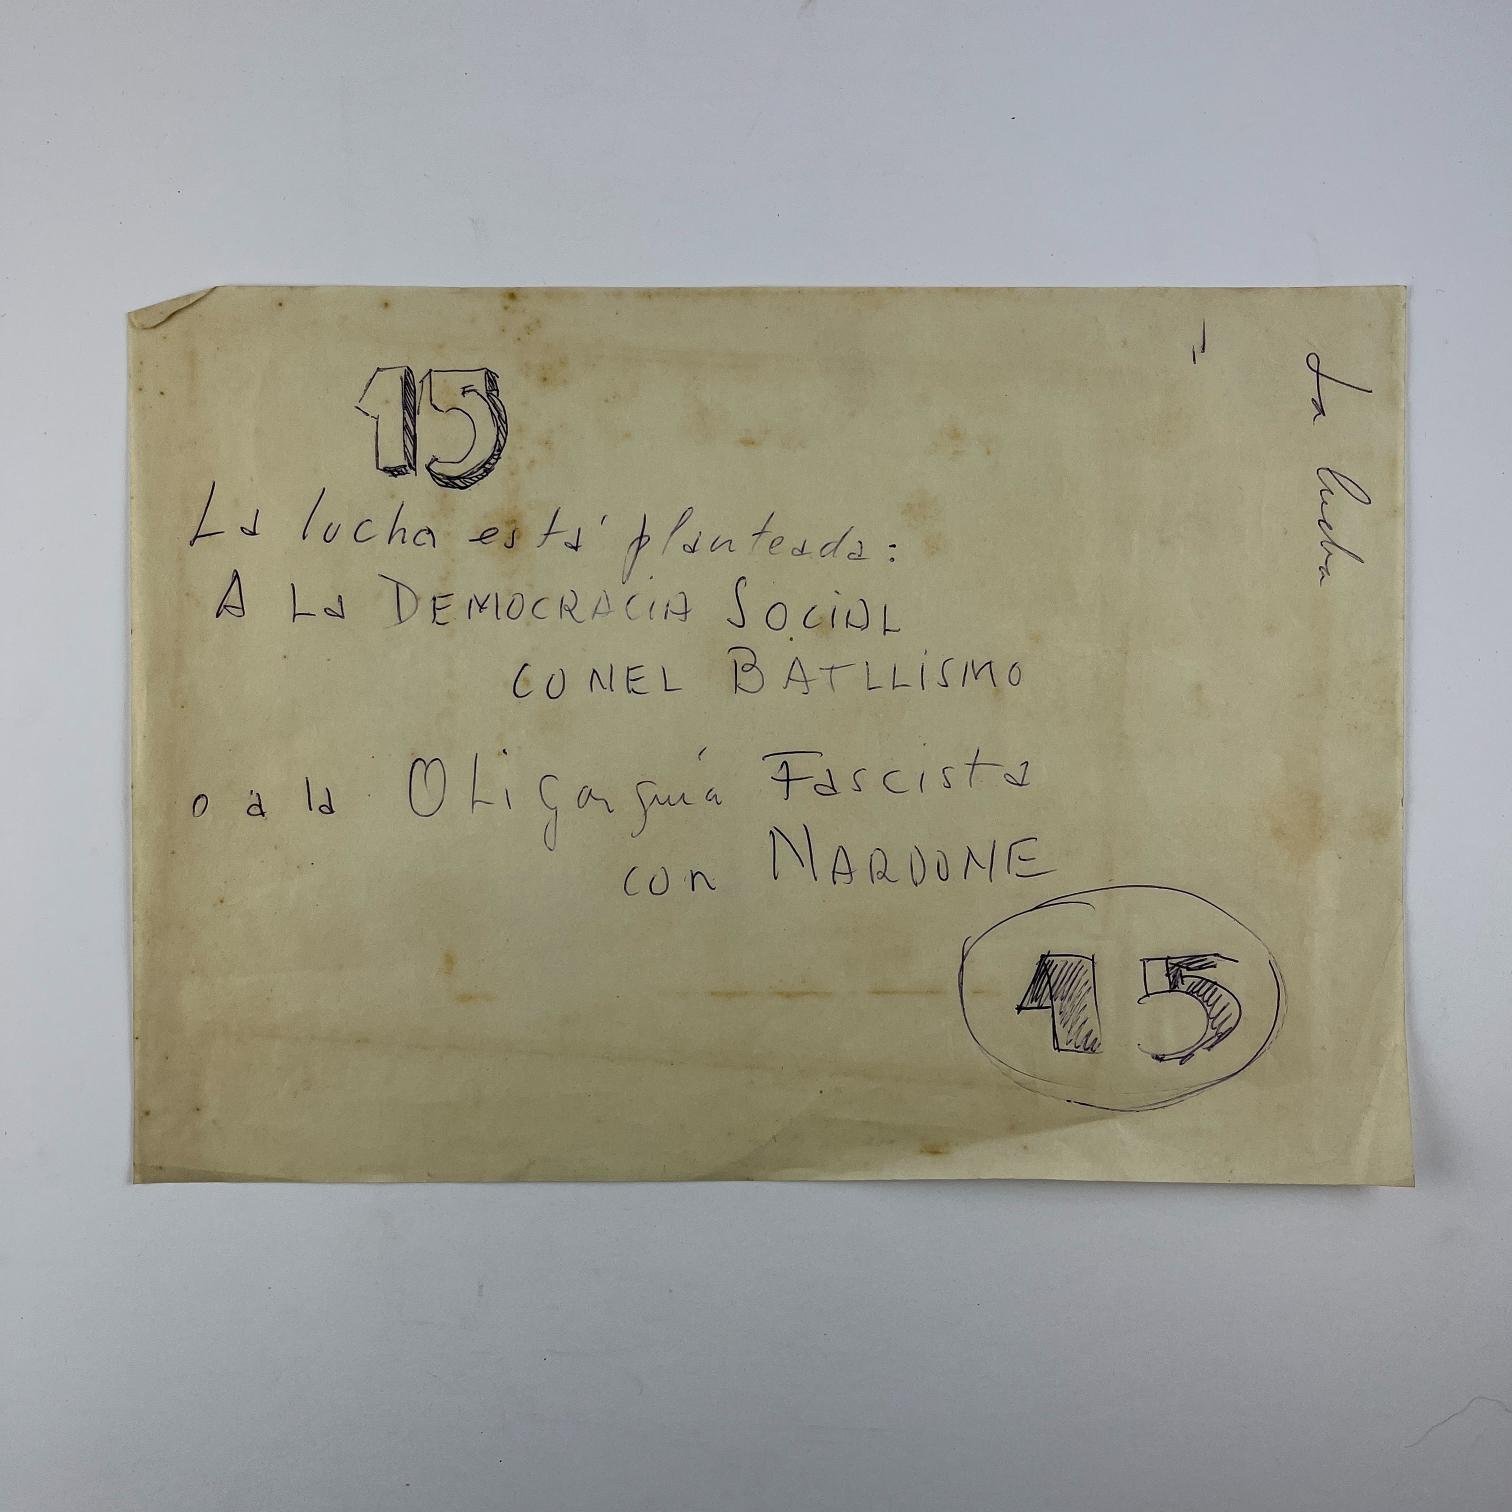 15
La lucha está planteada:
A La DEMOCRACIA SOCIAL
CON EL BATLLISMO
o a la OLiGarquía Fascista
con NARDONE
15
La lucha